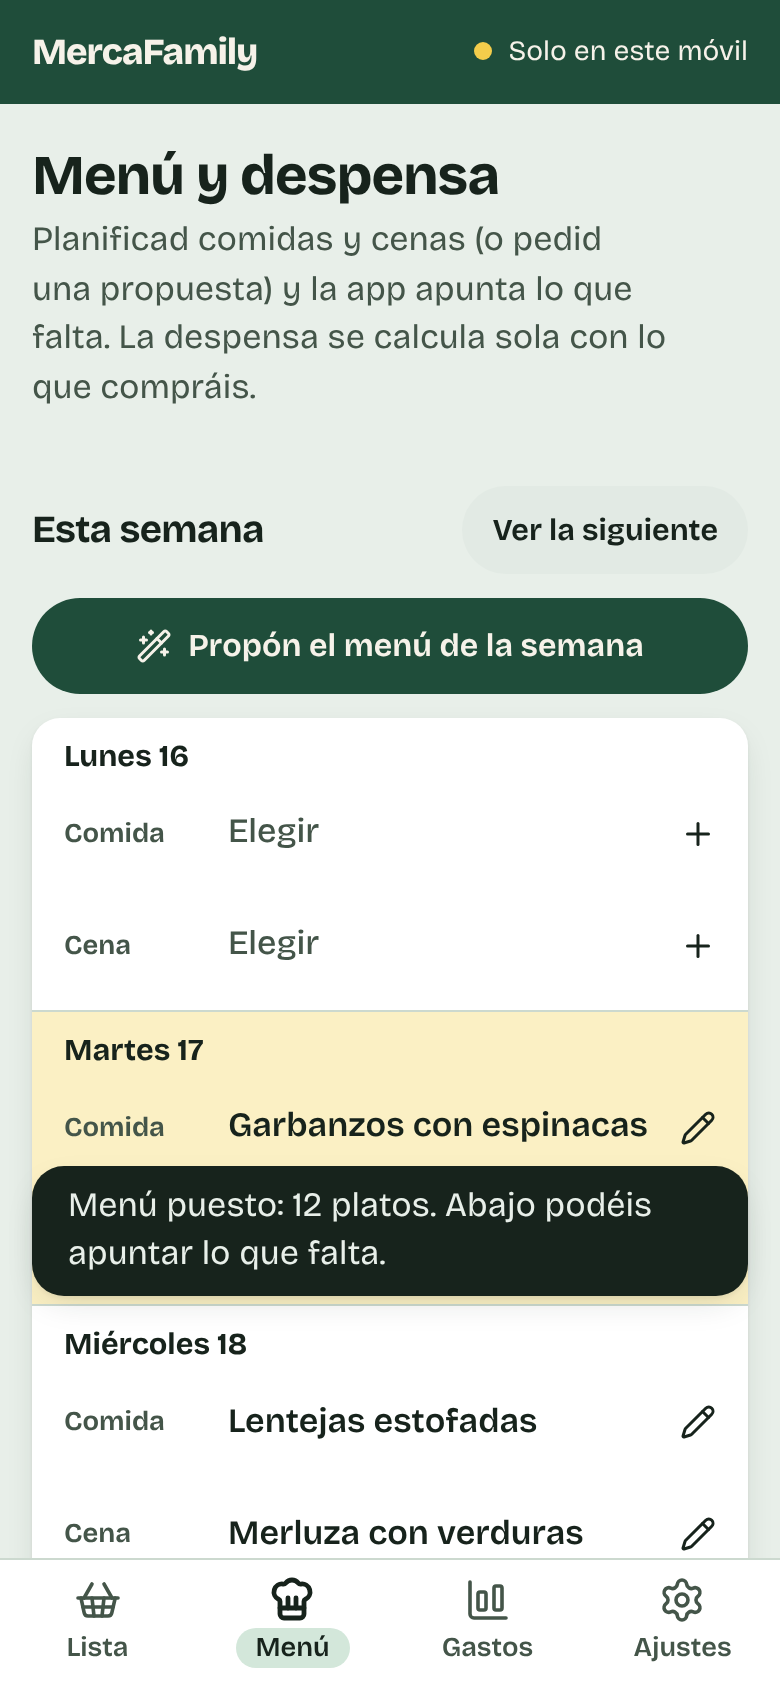 MercaFamily
Solo en este móvil
Menú y despensa
Planificad comidas y cenas (o pedid
una propuesta) y la app apunta lo que
falta. La despensa se calcula sola con lo
que compráis.
Esta semana
Ver la siguiente
Propón el menú de la semana
Lunes 16
Comida Elegir
Cena Elegir
Martes 17
Comida Garbanzos con espinacas
Menú puesto: 12 platos. Abajo podéis
apuntar lo que falta.
Miércoles 18
Comida Lentejas estofadas
Cena Merluza con verduras
Lista Menú Gastos Ajustes